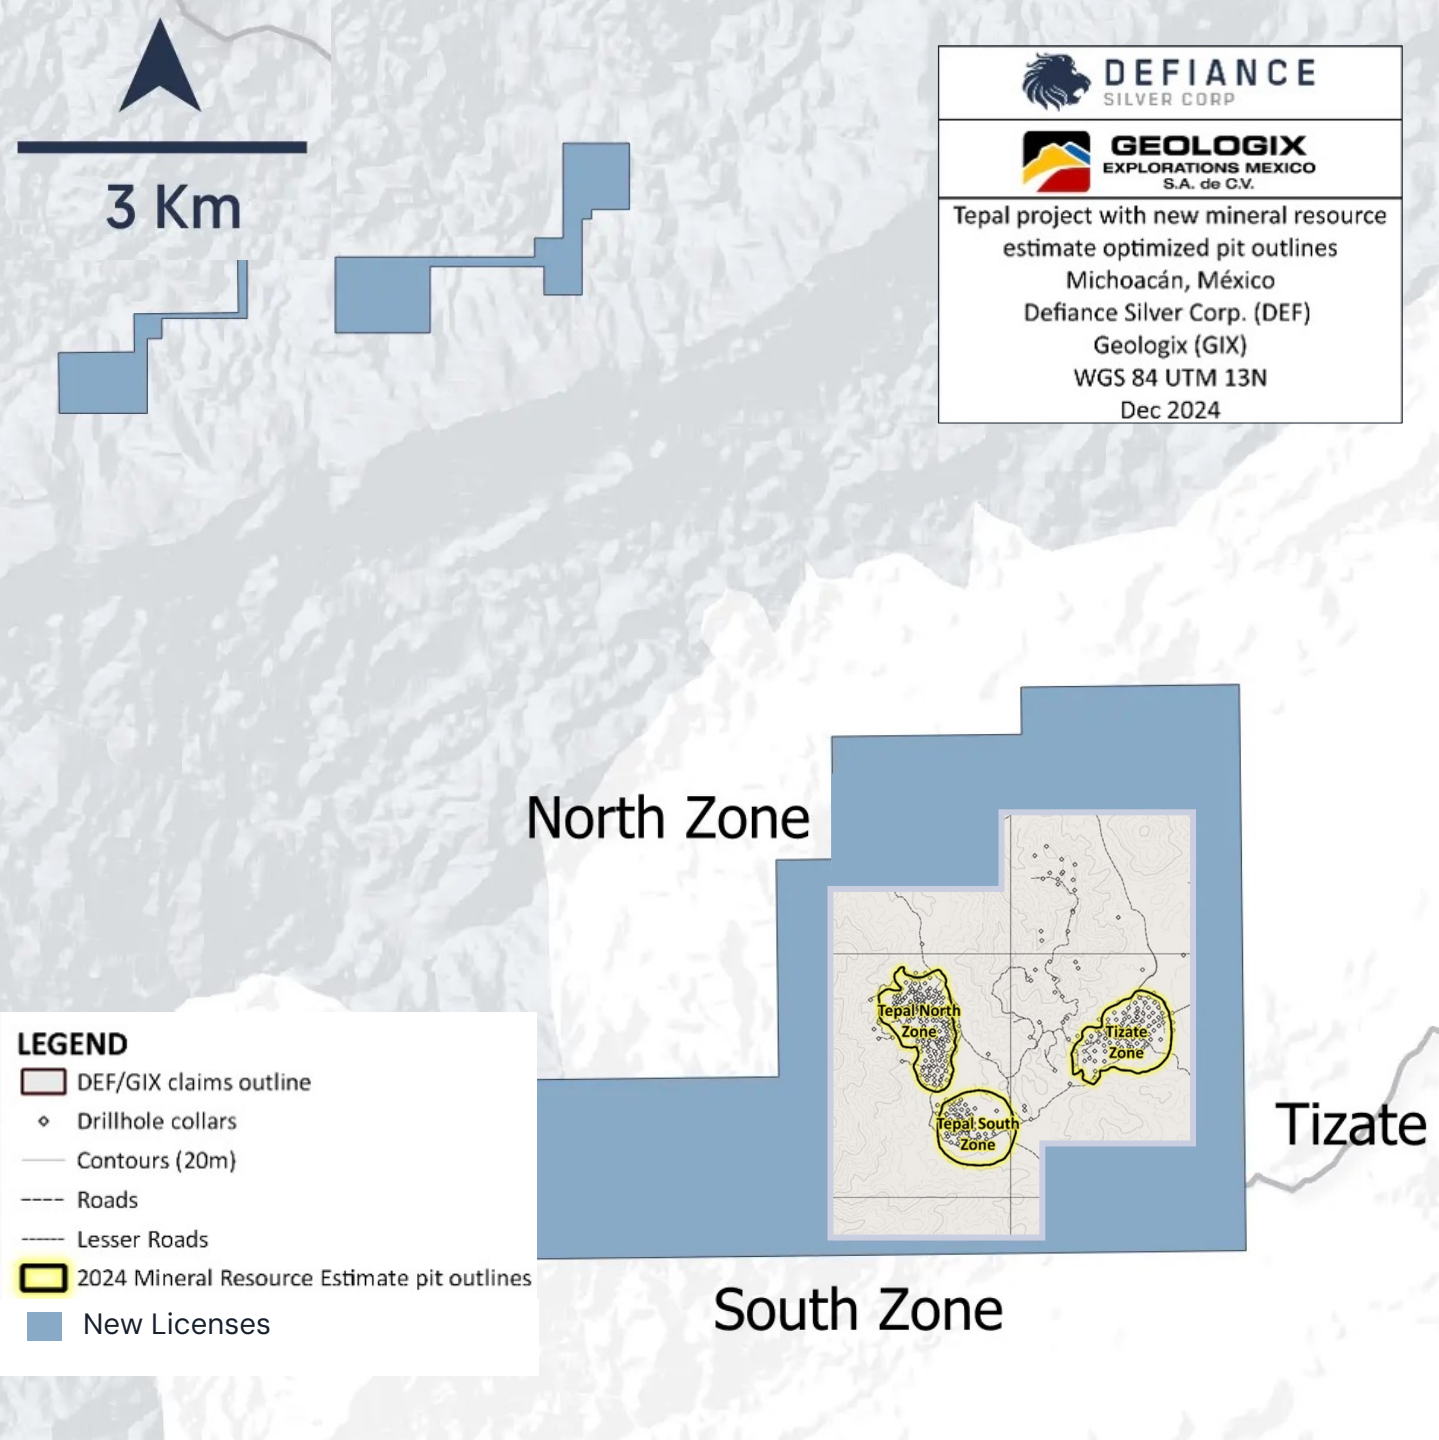 3 Km
DEFIANCE
SILVER CORP
GEOLOGIX
EXPLORATIONS MEXICO
S.A. de C.V.
Tepal project with new mineral resource
estimate optimized pit outlines
Michoacán, México
Defiance Silver Corp. (DEF)
Geologix (GIX)
WGS 84 UTM 13N
Dec 2024
North Zone
Tepal North
Zone
Tizate
Zone
Tepal South
Zone
Tizate
South Zone
LEGEND
DEF/GIX claims outline
Drillhole collars
Contours (20m)
Roads
Lesser Roads
2024 Mineral Resource Estimate pit outlines
New Licenses